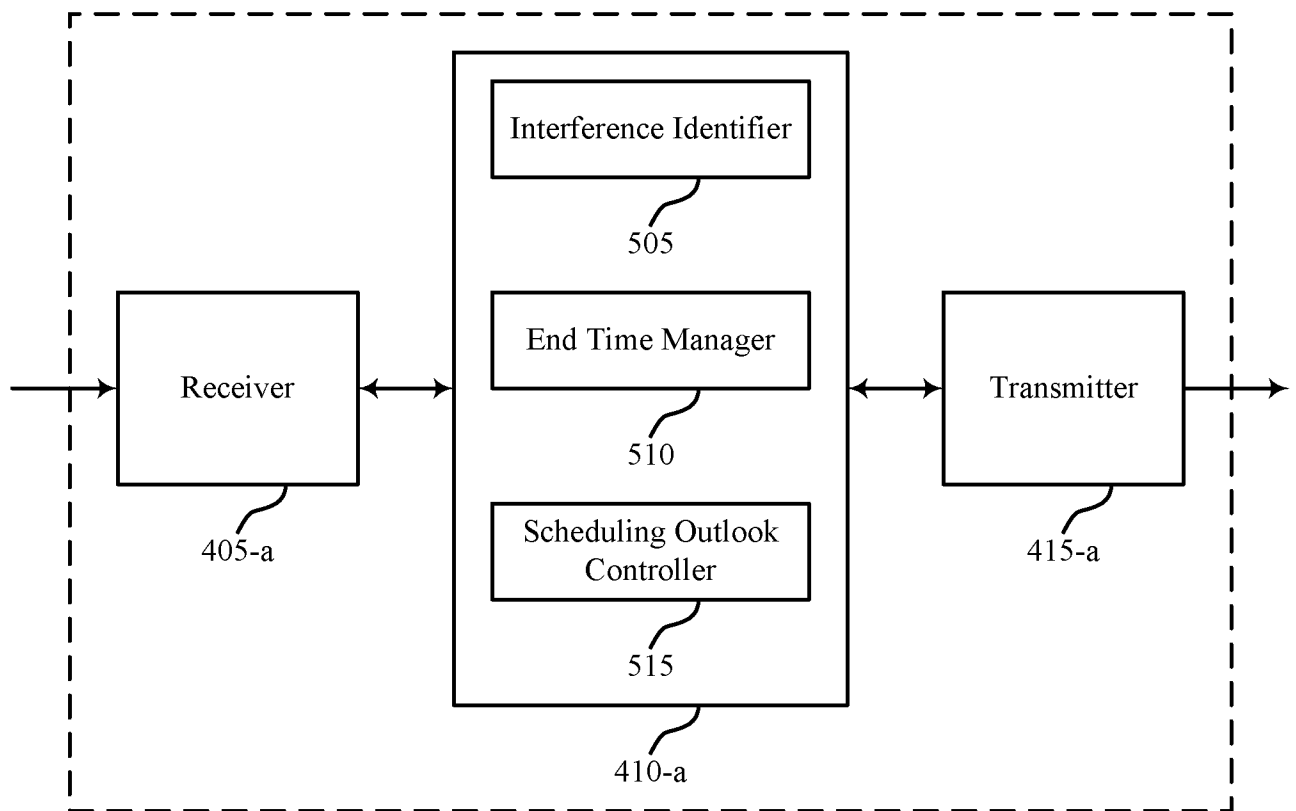 Interference Identifier
505
End Time Manager
510
Scheduling Outlook
Controller
515
410-a
Receiver
405-a
Transmitter
415-a